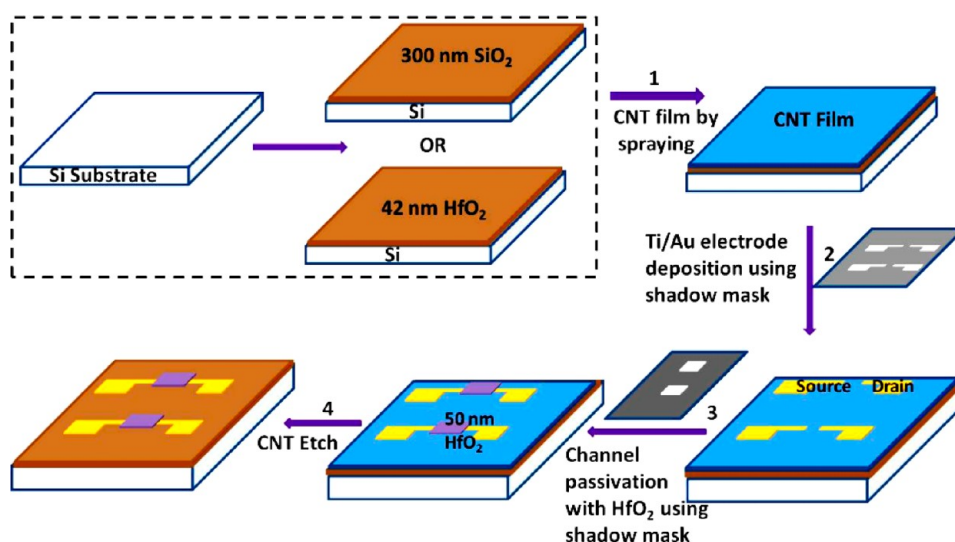 300 nm SiO₂
Si
Si Substrate
OR
42 nm HfO₂
Si
1
CNT film by
spraying
CNT Film
Ti/Au electrode
deposition using
shadow mask
2
Source Drain
3
Channel
passivation
with HfO₂ using
shadow mask
50 nm
HfO₂
4
CNT Etch